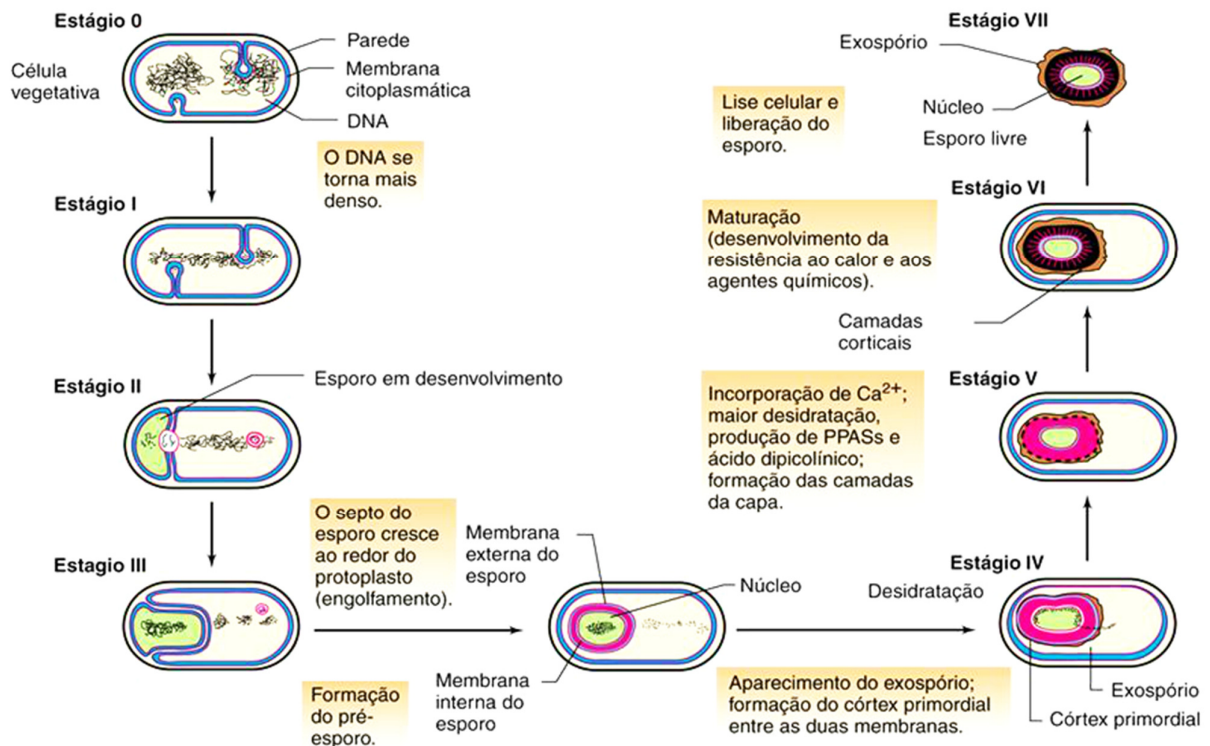 Estágio 0
Célula
vegetativa
Parede
Membrana
citoplasmática
DNA
O DNA se
torna mais
denso.
Estágio I
Estágio II
Esporo em desenvolvimento
Estagio III
O septo do
esporo cresce
ao redor do
protoplasto
(engolfamento).
Formação
do pré-
esporo.
Membrana
externa do
esporo
Núcleo
Membrana
interna do
esporo
Desidratação
Aparecimento do exospório;
formação do córtex primordial
entre as duas membranas.
Estágio IV
Exospório
Córtex primordial
Incorporação de Ca²⁺;
maior desidratação,
produção de PPASs e
ácido dipicolínico;
formação das camadas
da capa.
Estágio V
Maturação
(desenvolvimento da
resistência ao calor e aos
agentes químicos).
Estágio VI
Camadas
corticais
Lise celular e
liberação do
esporo.
Estágio VII
Exospório
Núcleo
Esporo livre